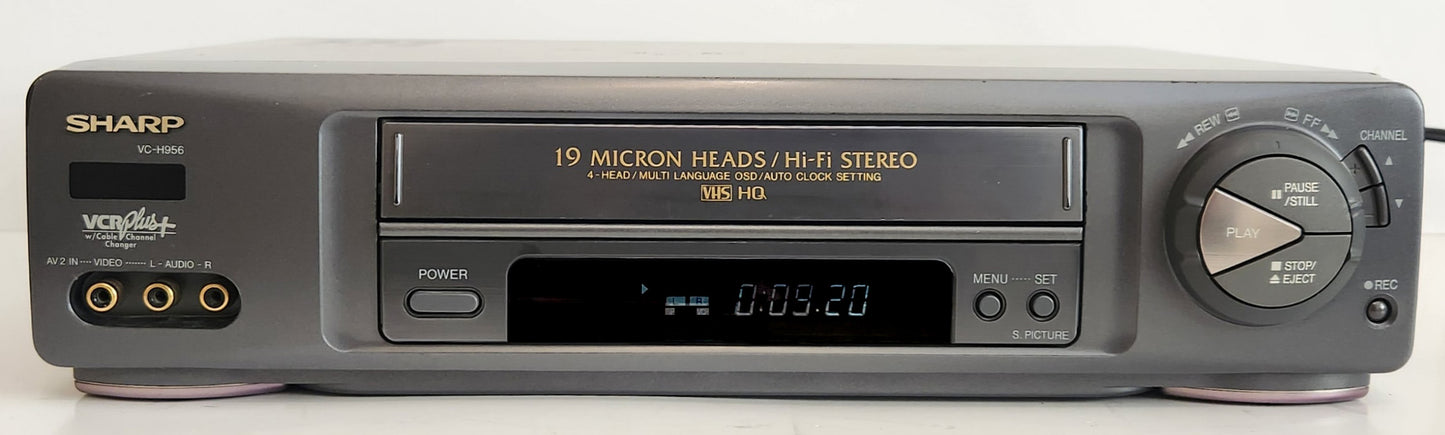 SHARP
VC-H956
VCR Plus+
w/Cable Channel
Changer
AV 2 IN ---- VIDEO ------- L - AUDIO - R
19 MICRON HEADS / Hi-Fi STEREO
4-HEAD/MULTI LANGUAGE OSD/AUTO CLOCK SETTING
VHS HQ
POWER
L R
0:09.20
MENU ----- SET
S. PICTURE
REW
FF
CHANNEL
PAUSE
/STILL
PLAY
STOP/
EJECT
REC